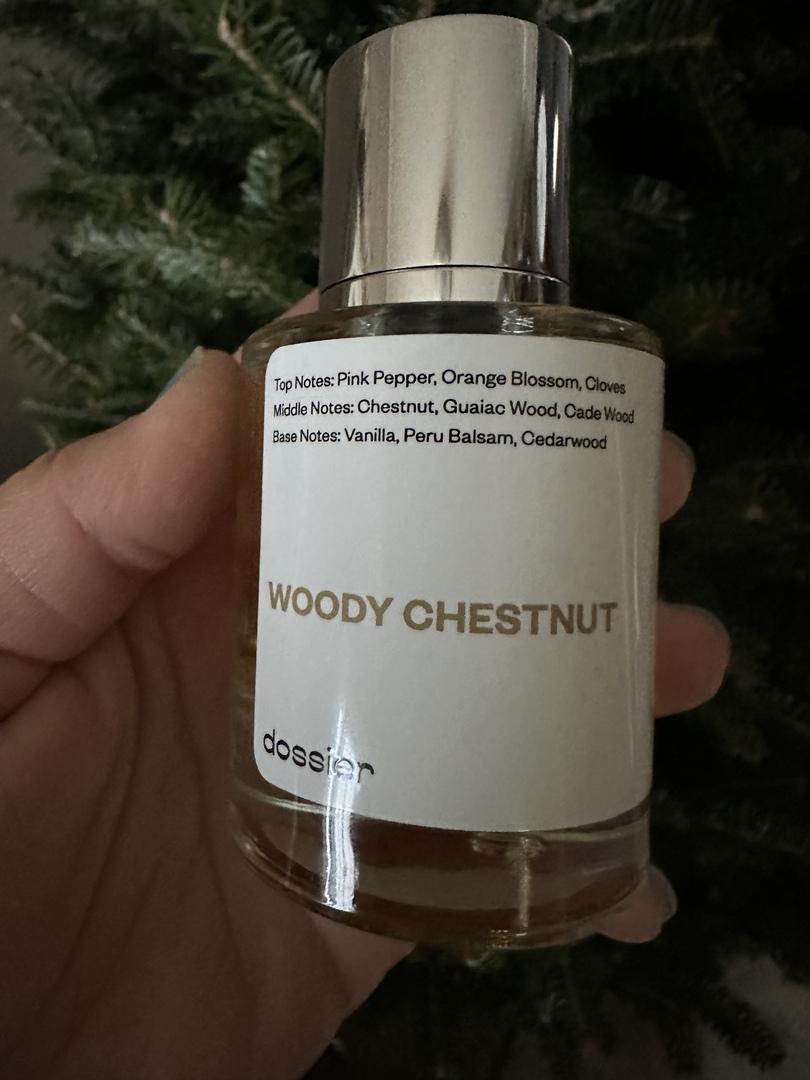 Top Notes: Pink Pepper, Orange Blossom, Cloves
Middle Notes: Chestnut, Guaiac Wood, Cade Wood
Base Notes: Vanilla, Peru Balsam, Cedarwood
WOODY CHESTNUT
dossier